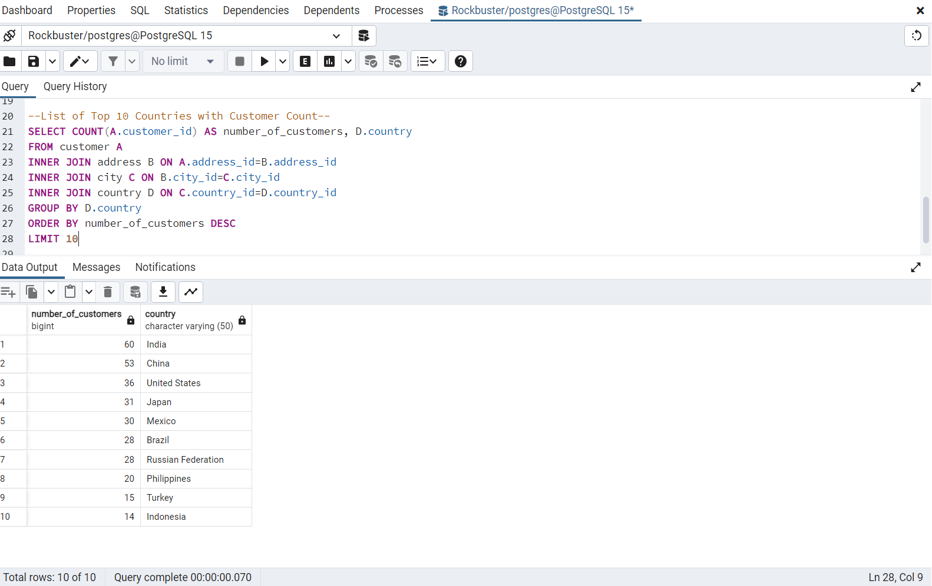 Dashboard Properties SQL Statistics Dependencies Dependents Processes Rockbuster/postgres@PostgreSQL 15*
Rockbuster/postgres@PostgreSQL 15
No limit E
Query Query History
19
20 --List of Top 10 Countries with Customer Count--
21 SELECT COUNT(A.customer_id) AS number_of_customers, D.country
22 FROM customer A
23 INNER JOIN address B ON A.address_id=B.address_id
24 INNER JOIN city C ON B.city_id=C.city_id
25 INNER JOIN country D ON C.country_id=D.country_id
26 GROUP BY D.country
27 ORDER BY number_of_customers DESC
28 LIMIT 10
29
Data Output Messages Notifications
number_of_customers country
bigint character varying (50)
1 60 India
2 53 China
3 36 United States
4 31 Japan
5 30 Mexico
6 28 Brazil
7 28 Russian Federation
8 20 Philippines
9 15 Turkey
10 14 Indonesia
Total rows: 10 of 10 Query complete 00:00:00.070 Ln 28, Col 9